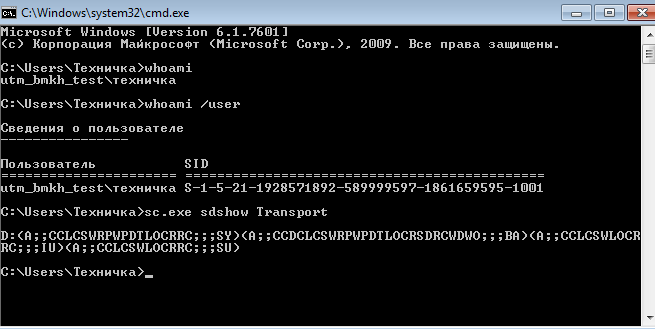 C:\Windows\system32\cmd.exe
Microsoft Windows [Version 6.1.7601]
(c) Корпорация Майкрософт (Microsoft Corp.), 2009. Все права защищены.
C:\Users\Техничка>whoami
utm_bmkh_test\техничка
C:\Users\Техничка>whoami /user
Сведения о пользователе
----------------
Пользователь SID
====================== =============================================
utm_bmkh_test\техничка S-1-5-21-1928571892-589999597-1861659595-1001
C:\Users\Техничка>sc.exe sdshow Transport
D:(A;;CCLCSWRPWPDTLOCRRC;;;SY)(A;;CCDCLCSWRPWPDTLOCRSDRCWDWO;;;BA)(A;;CCLCSWLOCR
RC;;;IU)(A;;CCLCSWLOCRRC;;;SU)
C:\Users\Техничка>_